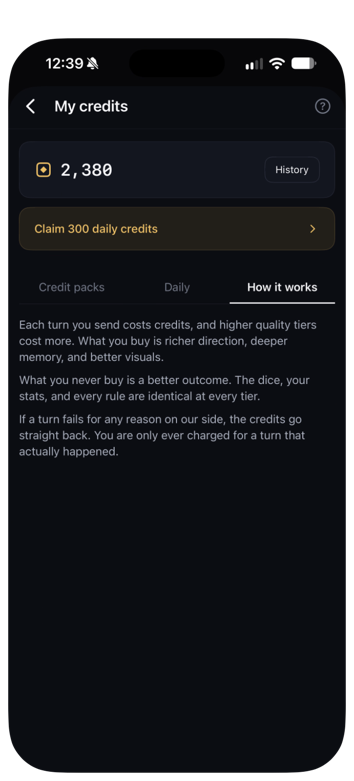 12:39
My credits
?
2,380
History
Claim 300 daily credits
Credit packs
Daily
How it works
Each turn you send costs credits, and higher quality tiers
cost more. What you buy is richer direction, deeper
memory, and better visuals.
What you never buy is a better outcome. The dice, your
stats, and every rule are identical at every tier.
If a turn fails for any reason on our side, the credits go
straight back. You are only ever charged for a turn that
actually happened.